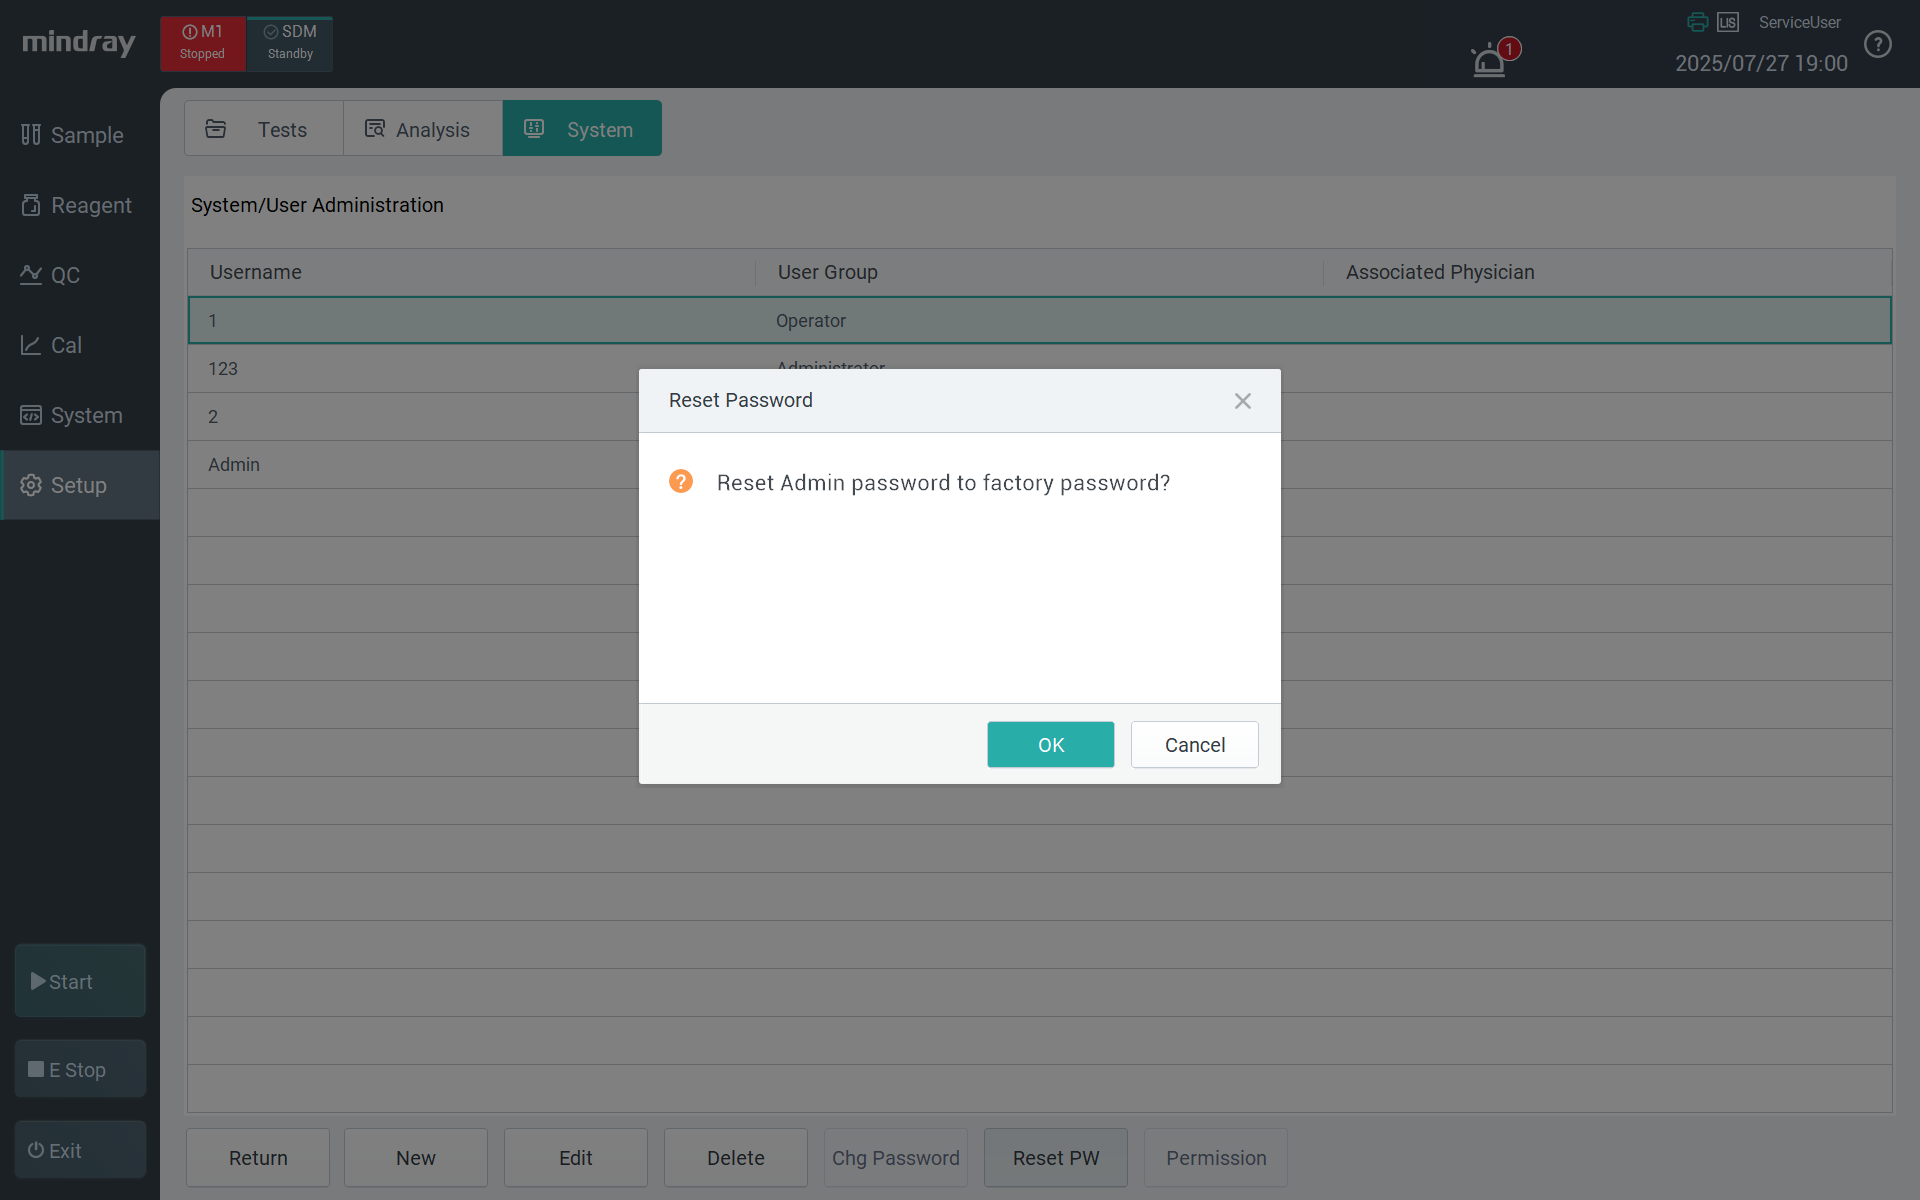 mindray
M1
Stopped
SDM
Standby
1
LIS
ServiceUser
2025/07/27 19:00
?
Sample
Reagent
QC
Cal
System
Setup
Start
E Stop
Exit
Tests
Analysis
System
System/User Administration
Username User Group Associated Physician
1 Operator
123 Administrator
2
Admin
Reset Password
? Reset Admin password to factory password?
OK Cancel
Return New Edit Delete Chg Password Reset PW Permission